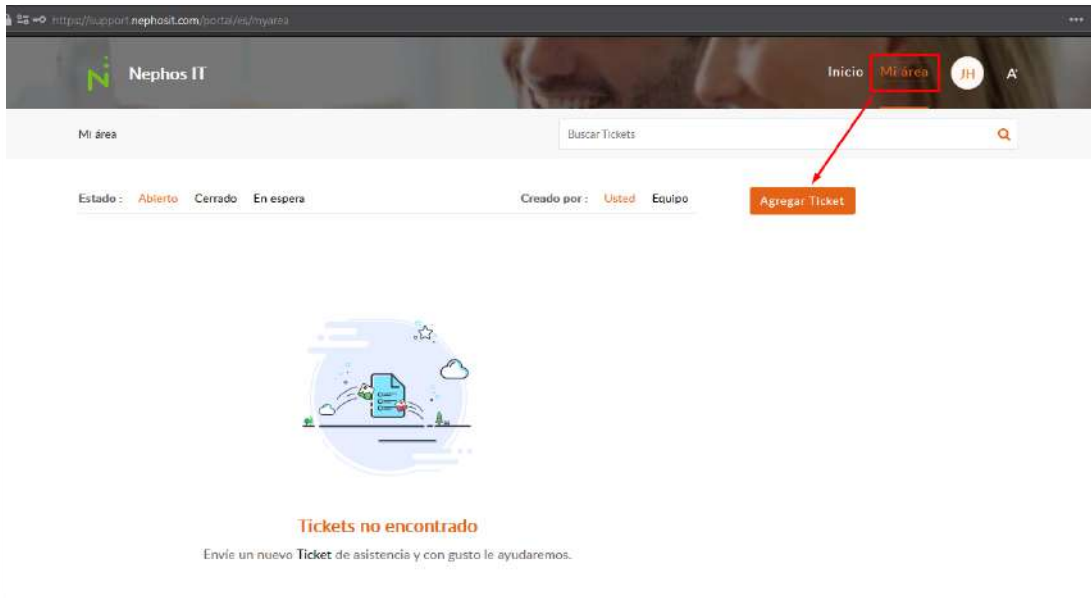 https://support.nephosit.com/portal/es/myarea
Nephos IT
Inicio Mi área JH A
Mi área
Buscar Tickets
Estado : Abierto Cerrado En espera
Creado por : Usted Equipo
Agregar Ticket
Tickets no encontrado
Envíe un nuevo Ticket de asistencia y con gusto le ayudaremos.